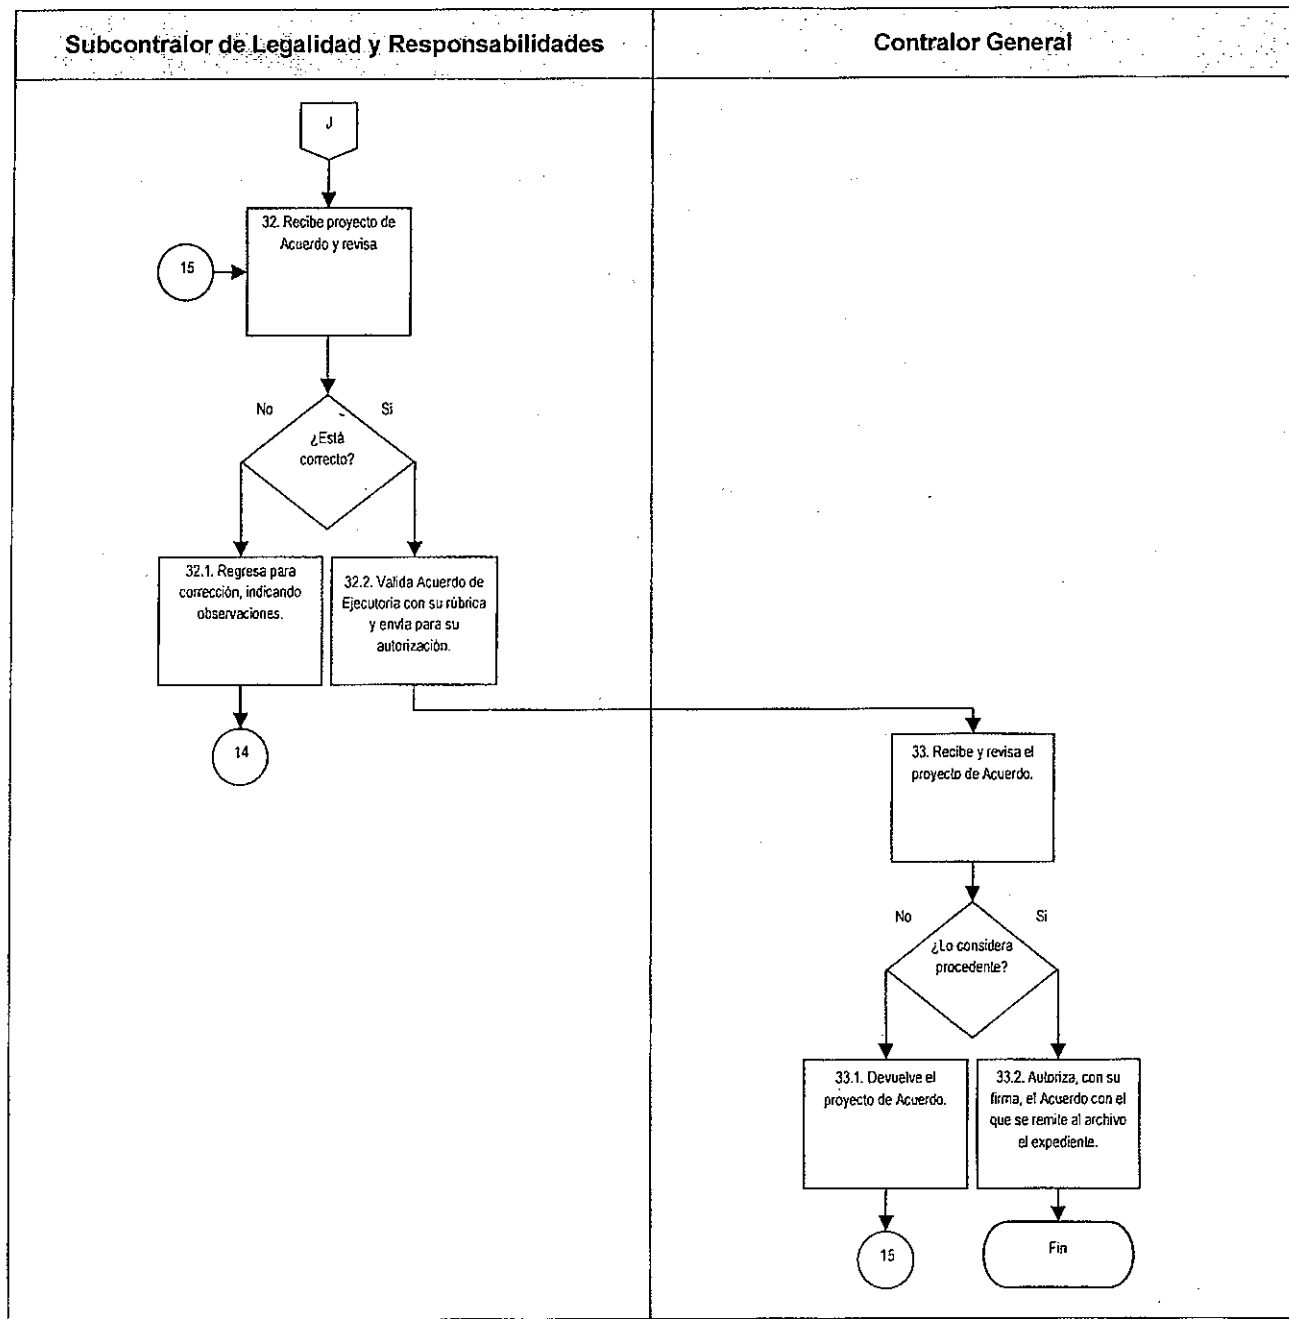 Subcontralor de Legalidad y Responsabilidades
Contralor General
J
32. Recibe proyecto de
Acuerdo y revisa
15
No
Si
¿Está
correcto?
32.1. Regresa para
corrección, indicando
observaciones.
32.2. Valida Acuerdo de
Ejecutoria con su rúbrica
y envía para su
autorización.
14
33. Recibe y revisa el
proyecto de Acuerdo.
No
Si
¿Lo considera
procedente?
33.1. Devuelve el
proyecto de Acuerdo.
33.2. Autoriza, con su
firma, el Acuerdo con el
que se remite al archivo
el expediente.
15
Fin